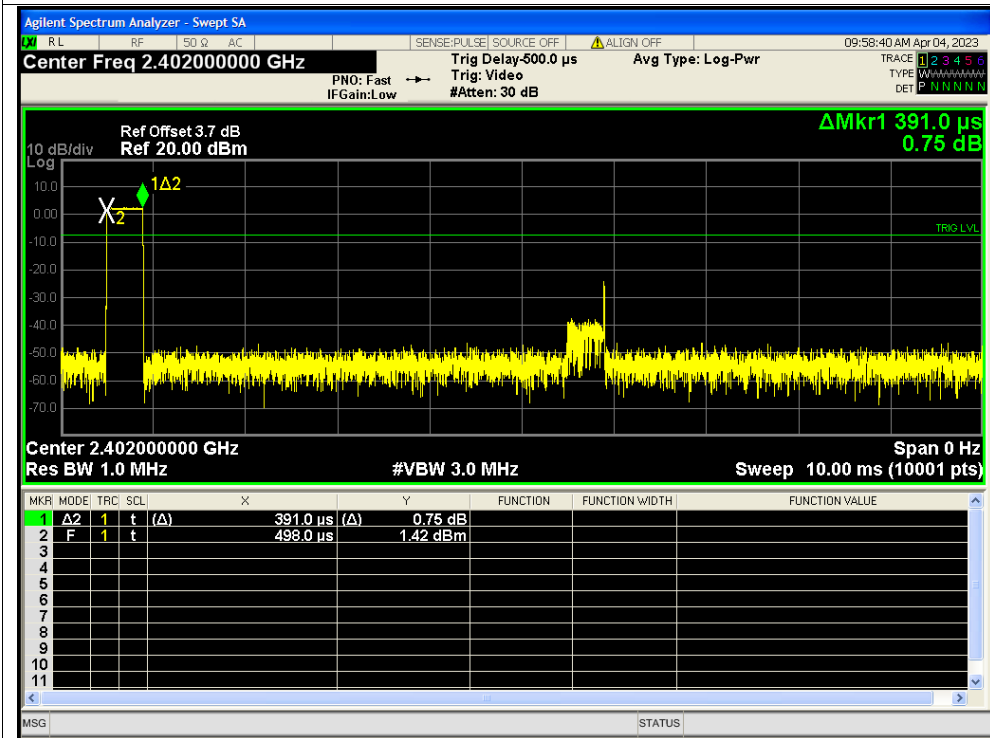 Agilent Spectrum Analyzer - Swept SA
LXI RL RF 50 Ω AC SENSE:PULSE SOURCE OFF ALIGN OFF 09:58:40 AM Apr 04, 2023
Center Freq 2.402000000 GHz
PNO: Fast
IFGain:Low
Trig Delay-500.0 µs
Trig: Video
#Atten: 30 dB
Avg Type: Log-Pwr
TRACE 1 2 3 4 5 6
TYPE W
DET P N N N N N
ΔMkr1 391.0 µs
0.75 dB
Ref Offset 3.7 dB
10 dB/div Ref 20.00 dBm
Log
10.0
0.00
-10.0
-20.0
-30.0
-40.0
-50.0
-60.0
-70.0
1Δ2
2
TRIG LVL
Center 2.402000000 GHz Span 0 Hz
Res BW 1.0 MHz #VBW 3.0 MHz Sweep 10.00 ms (10001 pts)
MKR MODE TRC SCL X Y FUNCTION FUNCTION WIDTH FUNCTION VALUE
1 Δ2 1 t (Δ) 391.0 µs (Δ) 0.75 dB
2 F 1 t 498.0 µs 1.42 dBm
3
4
5
6
7
8
9
10
11
MSG STATUS